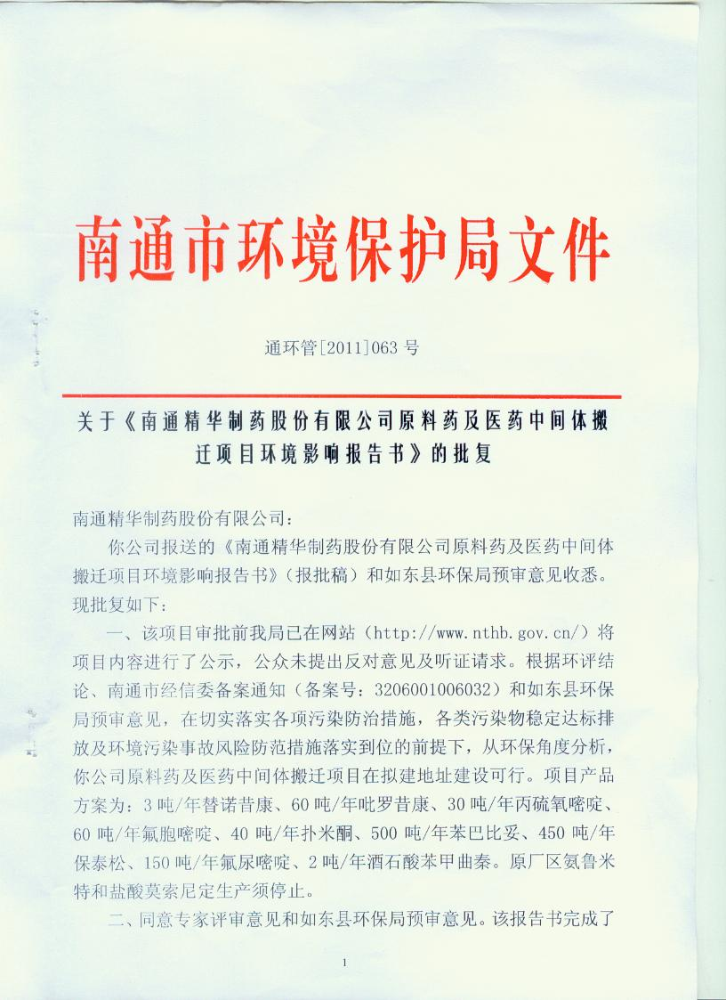 南通市环境保护局文件
通环管[2011]063 号
关于《南通精华制药股份有限公司原料药及医药中间体搬
迁项目环境影响报告书》的批复
南通精华制药股份有限公司：
你公司报送的《南通精华制药股份有限公司原料药及医药中间体
搬迁项目环境影响报告书》（报批稿）和如东县环保局预审意见收悉。
现批复如下：
一、该项目审批前我局已在网站（http://www.nthb.gov.cn/）将
项目内容进行了公示，公众未提出反对意见及听证请求。根据环评结
论、南通市经信委备案通知（备案号：3206001006032）和如东县环保
局预审意见，在切实落实各项污染防治措施，各类污染物稳定达标排
放及环境污染事故风险防范措施落实到位的前提下，从环保角度分析，
你公司原料药及医药中间体搬迁项目在拟建地址建设可行。项目产品
方案为：3 吨/年替诺昔康、60 吨/年吡罗昔康、30 吨/年丙硫氧嘧啶、
60 吨/年氟胞嘧啶、40 吨/年扑米酮、500 吨/年苯巴比妥、450 吨/年
保泰松、150 吨/年氟尿嘧啶、2 吨/年酒石酸苯甲曲秦。原厂区氨鲁米
特和盐酸莫索尼定生产须停止。
二、同意专家评审意见和如东县环保局预审意见。该报告书完成了
1